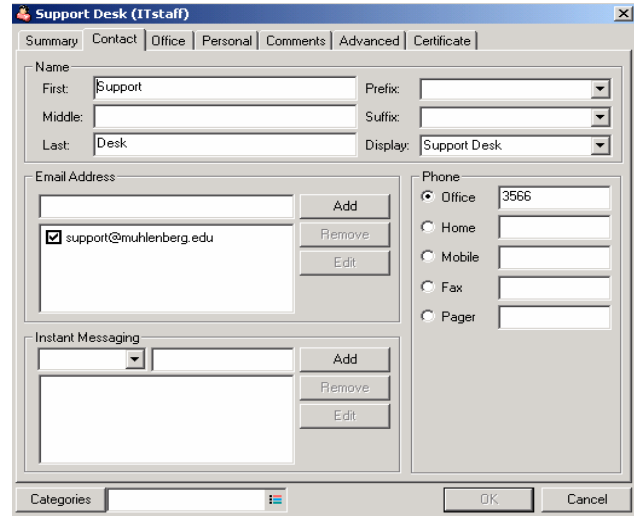 Support Desk (ITstaff)
Summary Contact Office Personal Comments Advanced Certificate
Name
First: Support Prefix:
Middle: Suffix:
Last: Desk Display: Support Desk
Email Address
Add
support@muhlenberg.edu
Remove
Edit
Phone
Office 3566
Home
Mobile
Fax
Pager
Instant Messaging
Add
Remove
Edit
Categories OK Cancel